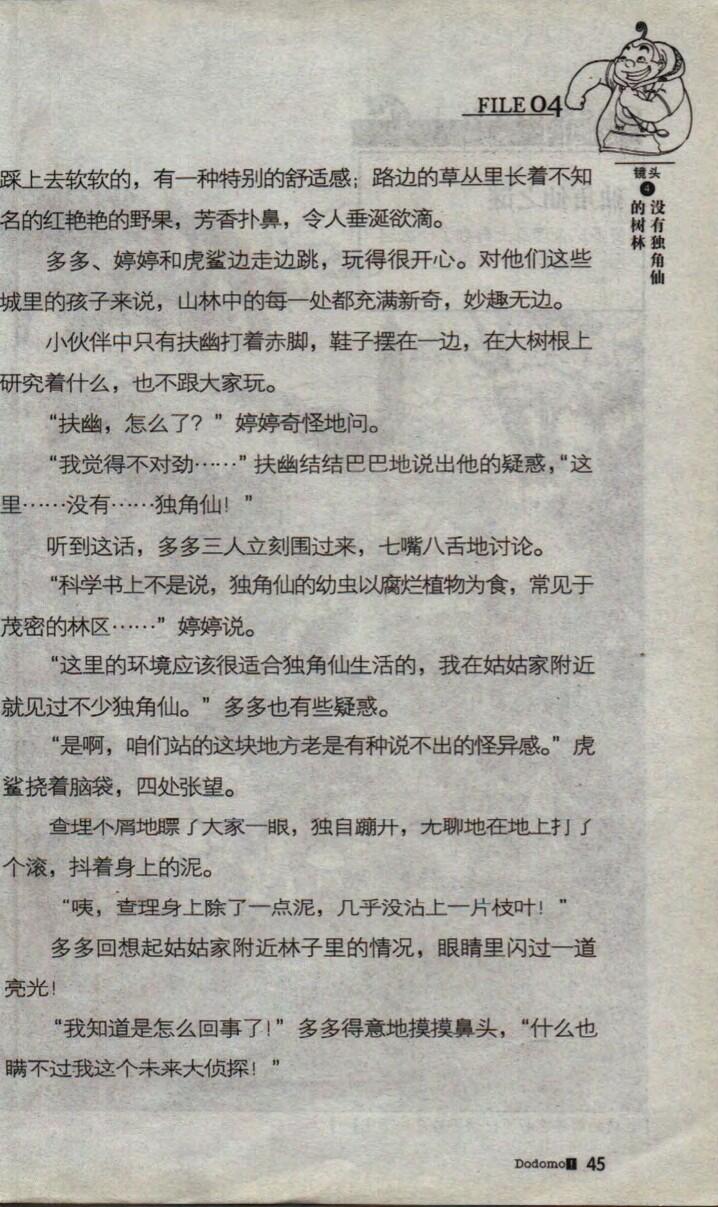 FILE 04
镜头
4
没有独角仙
的树林
踩上去软软的，有一种特别的舒适感；路边的草丛里长着不知
名的红艳艳的野果，芳香扑鼻，令人垂涎欲滴。
多多、婷婷和虎鲨边走边跳，玩得很开心。对他们这些
城里的孩子来说，山林中的每一处都充满新奇，妙趣无边。
小伙伴中只有扶幽打着赤脚，鞋子摆在一边，在大树根上
研究着什么，也不跟大家玩。
“扶幽，怎么了？”婷婷奇怪地问。
“我觉得不对劲……”扶幽结结巴巴地说出他的疑惑，“这
里……没有……独角仙！”
听到这话，多多三人立刻围过来，七嘴八舌地讨论。
“科学书上不是说，独角仙的幼虫以腐烂植物为食，常见于
茂密的林区……”婷婷说。
“这里的环境应该很适合独角仙生活的，我在姑姑家附近
就见过不少独角仙。”多多也有些疑惑。
“是啊，咱们站的这块地方老是有种说不出的怪异感。”虎
鲨挠着脑袋，四处张望。
查理不屑地瞟了大家一眼，独自蹦开，无聊地在地上打了
个滚，抖着身上的泥。
“咦，查理身上除了一点泥，几乎没沾上一片枝叶！”
多多回想起姑姑家附近林子里的情况，眼睛里闪过一道
亮光！
“我知道是怎么回事了！”多多得意地摸摸鼻头，“什么也
瞒不过我这个未来大侦探！”
Dodomo 1 45